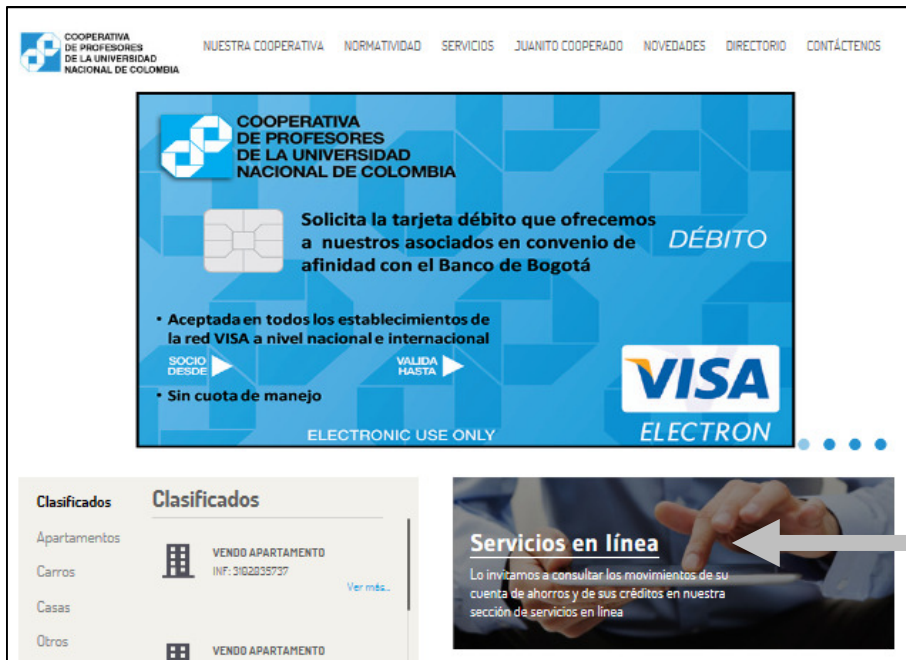 COOPERATIVA
DE PROFESORES
DE LA UNIVERSIDAD
NACIONAL DE COLOMBIA
NUESTRA COOPERATIVA NORMATIVIDAD SERVICIOS JUANITO COOPERADO NOVEDADES DIRECTORIO CONTÁCTENOS
COOPERATIVA
DE PROFESORES
DE LA UNIVERSIDAD
NACIONAL DE COLOMBIA
Solicita la tarjeta débito que ofrecemos
a nuestros asociados en convenio de
afinidad con el Banco de Bogotá
DÉBITO
• Aceptada en todos los establecimientos de
la red VISA a nivel nacional e internacional
SOCIO
DESDE
VALIDA
HASTA
• Sin cuota de manejo
ELECTRONIC USE ONLY
VISA
ELECTRON
Clasificados
Apartamentos
Carros
Casas
Otros
Clasificados
VENDO APARTAMENTO
INF: 3102835737
Ver más..
VENDO APARTAMENTO
Servicios en línea
Lo invitamos a consultar los movimientos de su
cuenta de ahorros y de sus créditos en nuestra
sección de servicios en línea